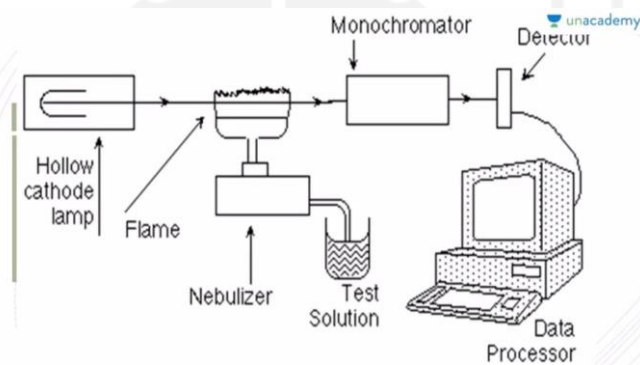 unacademy
Monochromator
Detector
Hollow
cathode
lamp
Flame
Nebulizer
Test
Solution
Data
Processor